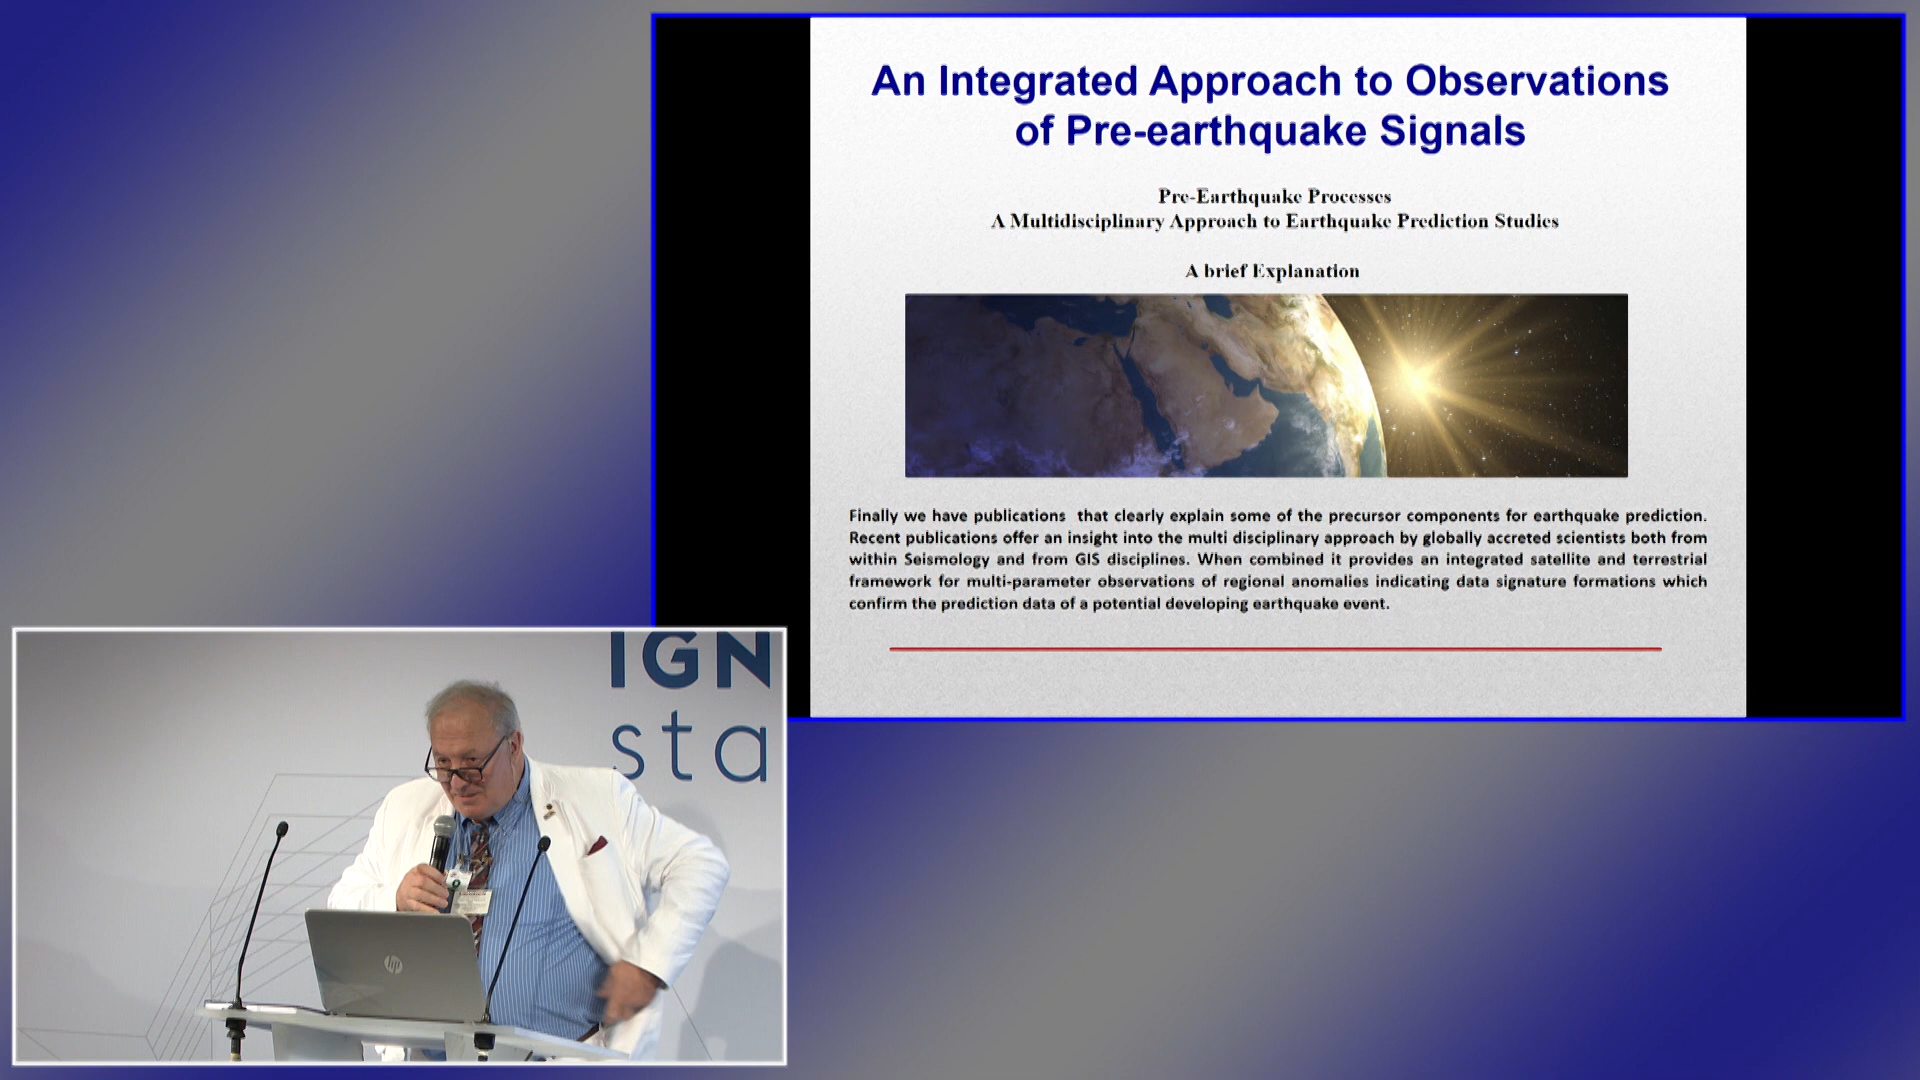 An Integrated Approach to Observations
of Pre-earthquake Signals
Pre-Earthquake Processes
A Multidisciplinary Approach to Earthquake Prediction Studies
A brief Explanation
Finally we have publications that clearly explain some of the precursor components for earthquake prediction.
Recent publications offer an insight into the multi disciplinary approach by globally accreted scientists both from
within Seismology and from GIS disciplines. When combined it provides an integrated satellite and terrestrial
framework for multi-parameter observations of regional anomalies indicating data signature formations which
confirm the prediction data of a potential developing earthquake event.
IGN
sta
hp